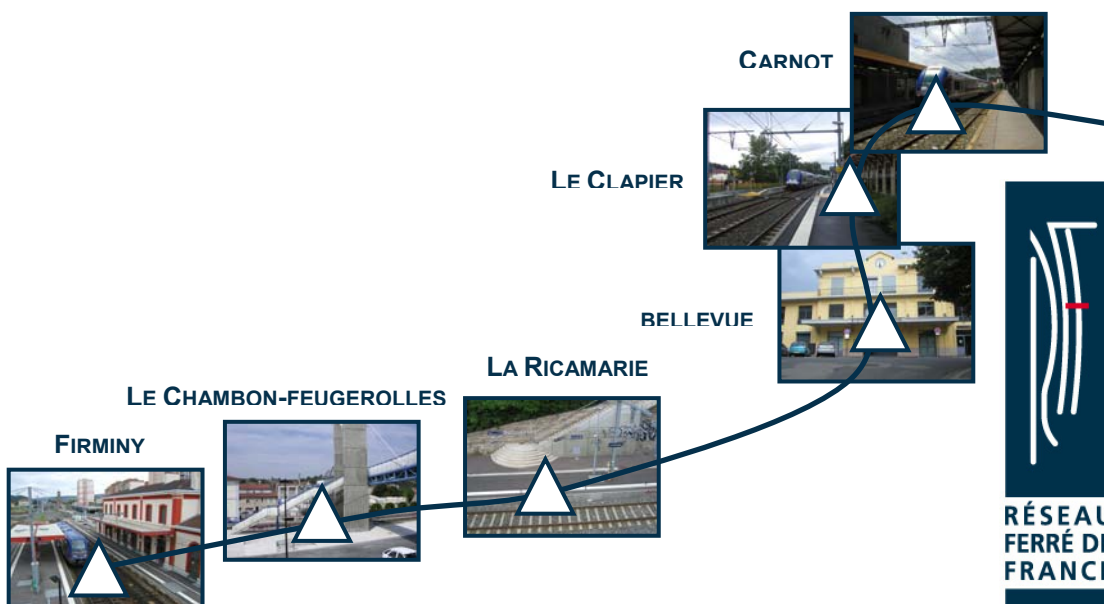 CARNOT
LE CLAPIER
BELLEVUE
LA RICAMARIE
LE CHAMBON-FEUGEROLLES
FIRMINY
RÉSEAU
FERRÉ DE
FRANCE